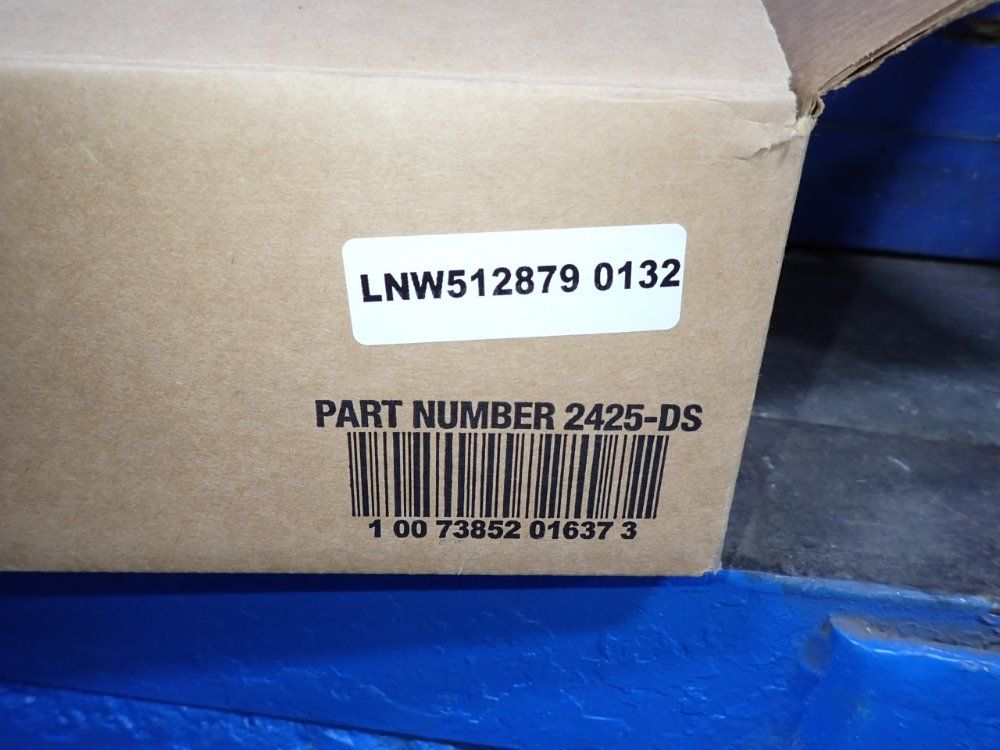 LNW512879 0132
PART NUMBER 2425-DS
1 00 73852 01637 3